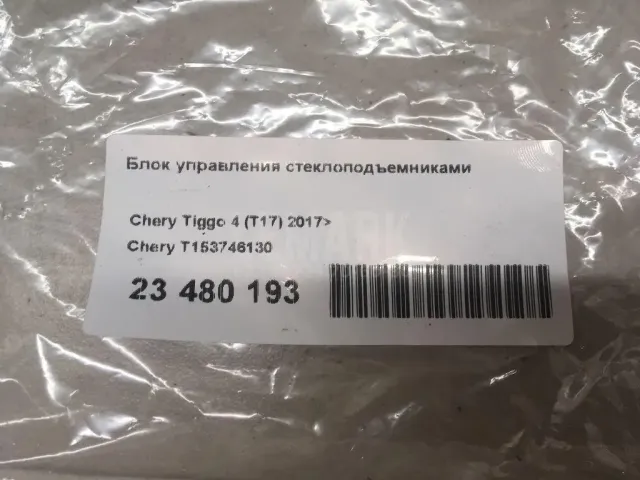 Блок управления стеклоподъемниками
Chery Tiggo 4 (T17) 2017>
Chery T153746130
23 480 193